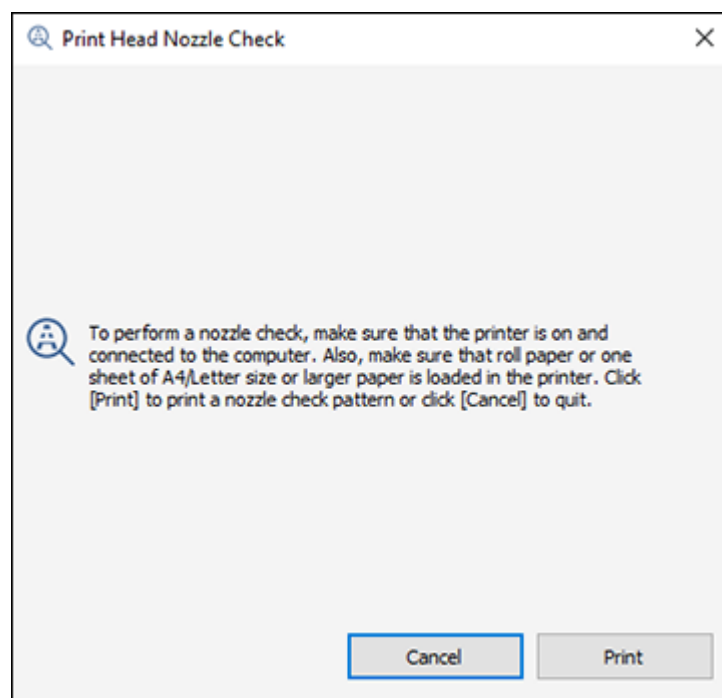 Print Head Nozzle Check
To perform a nozzle check, make sure that the printer is on and
connected to the computer. Also, make sure that roll paper or one
sheet of A4/Letter size or larger paper is loaded in the printer. Click
[Print] to print a nozzle check pattern or click [Cancel] to quit.
Cancel
Print